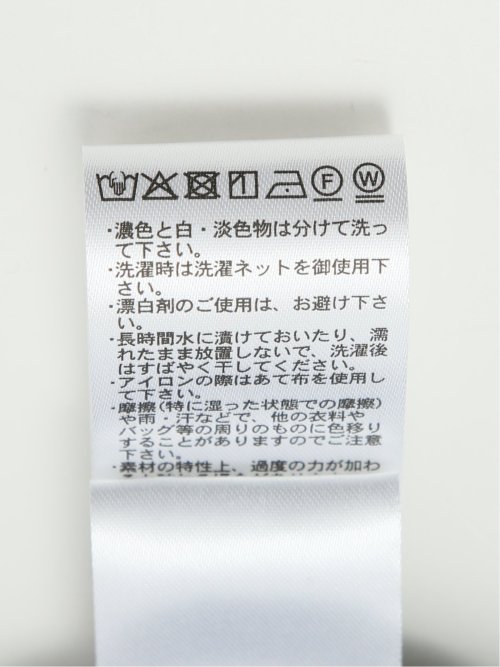 F W
・濃色と白・淡色物は分けて洗っ
て下さい。
・洗濯時は洗濯ネットを御使用下
さい。
・漂白剤のご使用は、お避け下さ
い。
・長時間水に漬けておいたり、濡
れたまま放置しないで、洗濯後
はすばやく干してください。
・アイロンの際はあて布を使用し
て下さい。
・摩擦(特に湿った状態での摩擦)
や雨・汗などで、他の衣料や
バッグ等の周りのものに色移り
することがありますのでご注意
下さい。
・素材の特性上、過度の力が加わ